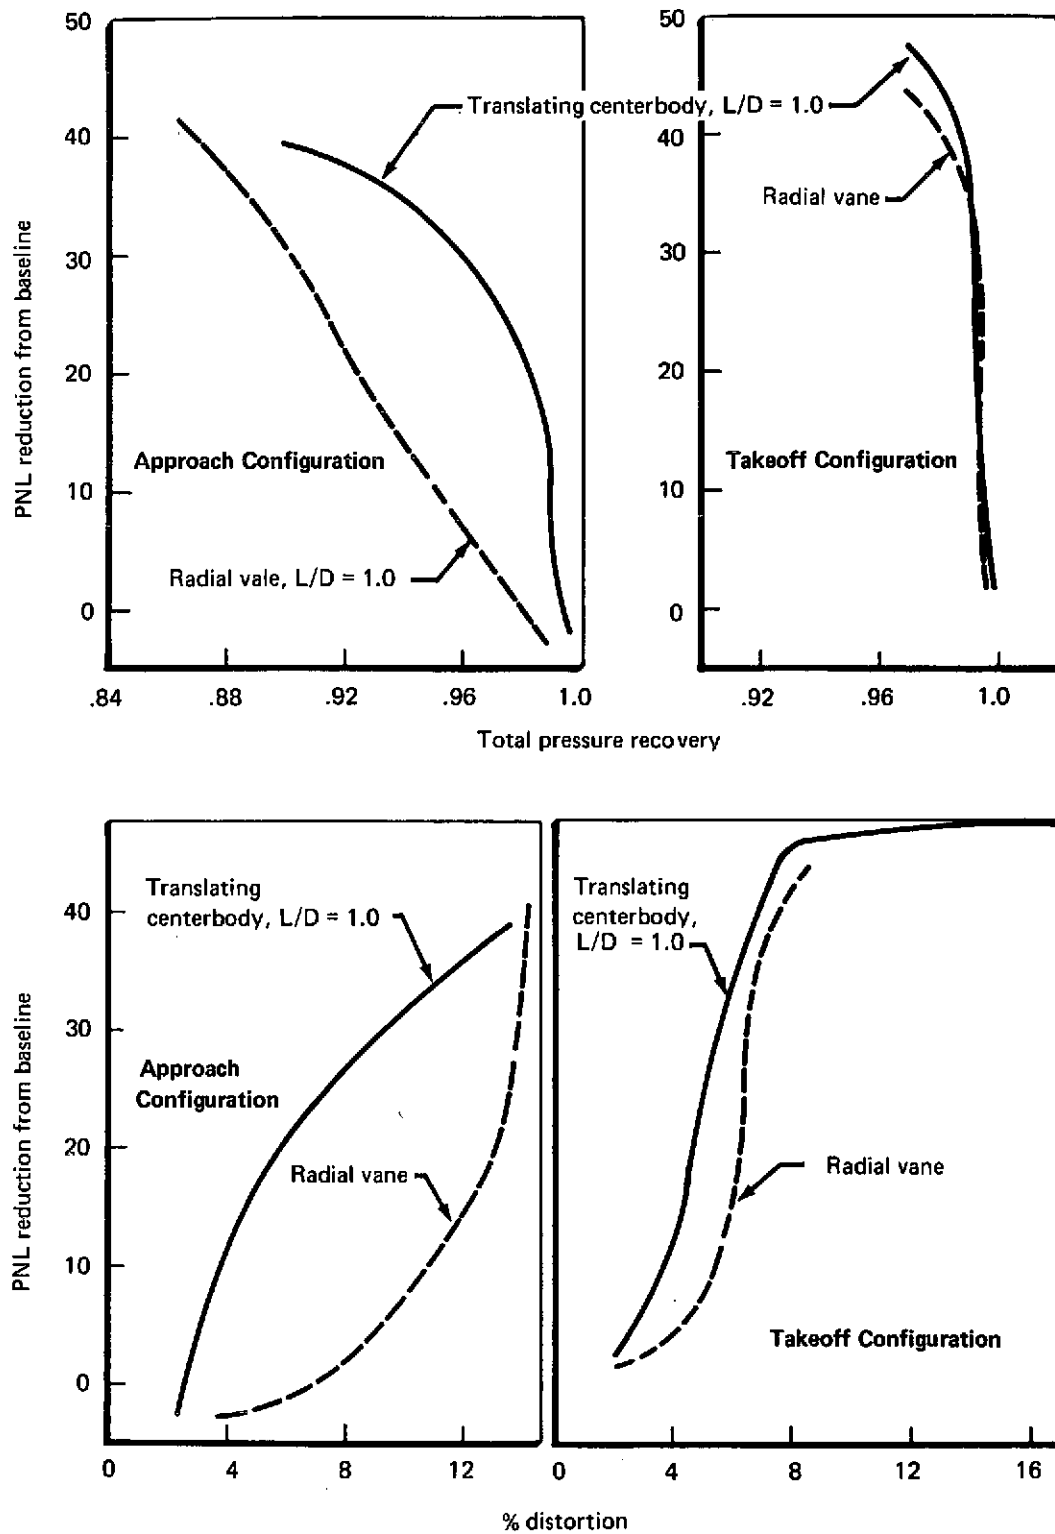 50
40
30
20
10
0
PNL reduction from baseline
Translating centerbody, L/D = 1.0
Approach Configuration
Radial vale, L/D = 1.0
.84
.88
.92
.96
1.0
50
40
30
20
10
0
Radial vane
Takeoff Configuration
.92
.96
1.0
Total pressure recovery
40
30
20
10
0
PNL reduction from baseline
Translating
centerbody, L/D = 1.0
Approach
Configuration
Radial vane
0
4
8
12
Translating
centerbody,
L/D = 1.0
Radial vane
Takeoff Configuration
0
4
8
12
16
% distortion